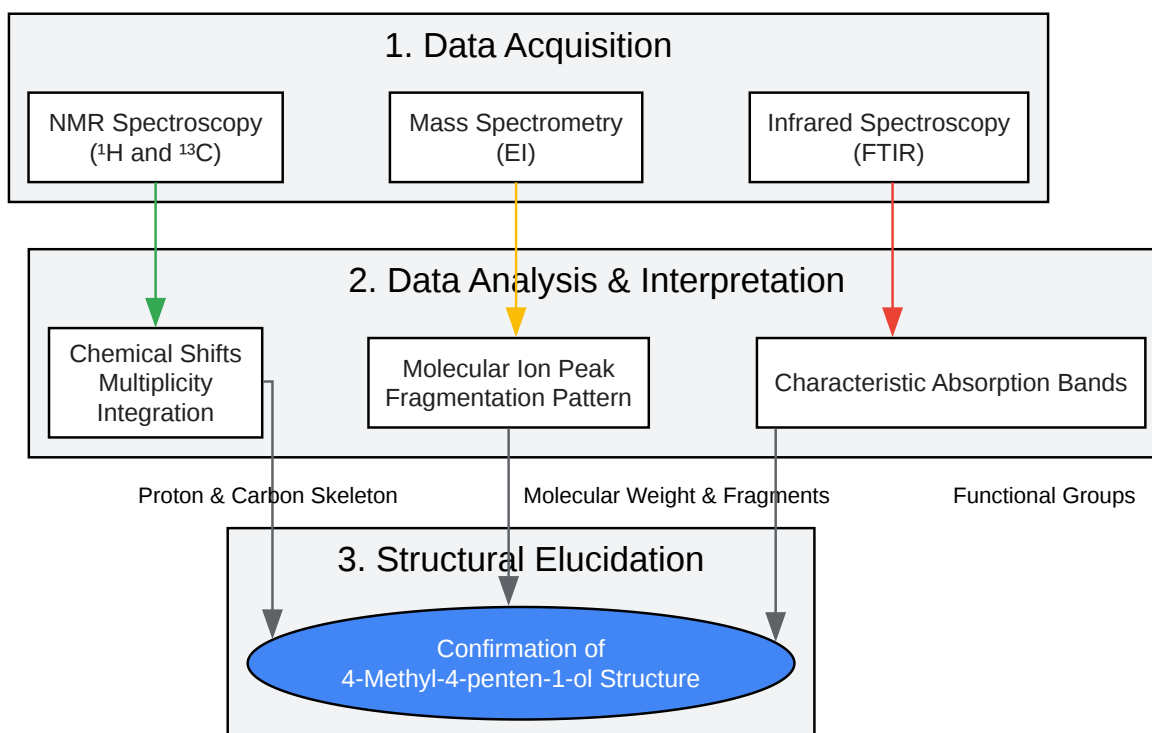 1. Data Acquisition
NMR Spectroscopy
(¹H and ¹³C)
Mass Spectrometry
(EI)
Infrared Spectroscopy
(FTIR)
2. Data Analysis & Interpretation
Chemical Shifts
Multiplicity
Integration
Molecular Ion Peak
Fragmentation Pattern
Characteristic Absorption Bands
Proton & Carbon Skeleton
Molecular Weight & Fragments
Functional Groups
3. Structural Elucidation
Confirmation of
4-Methyl-4-penten-1-ol Structure